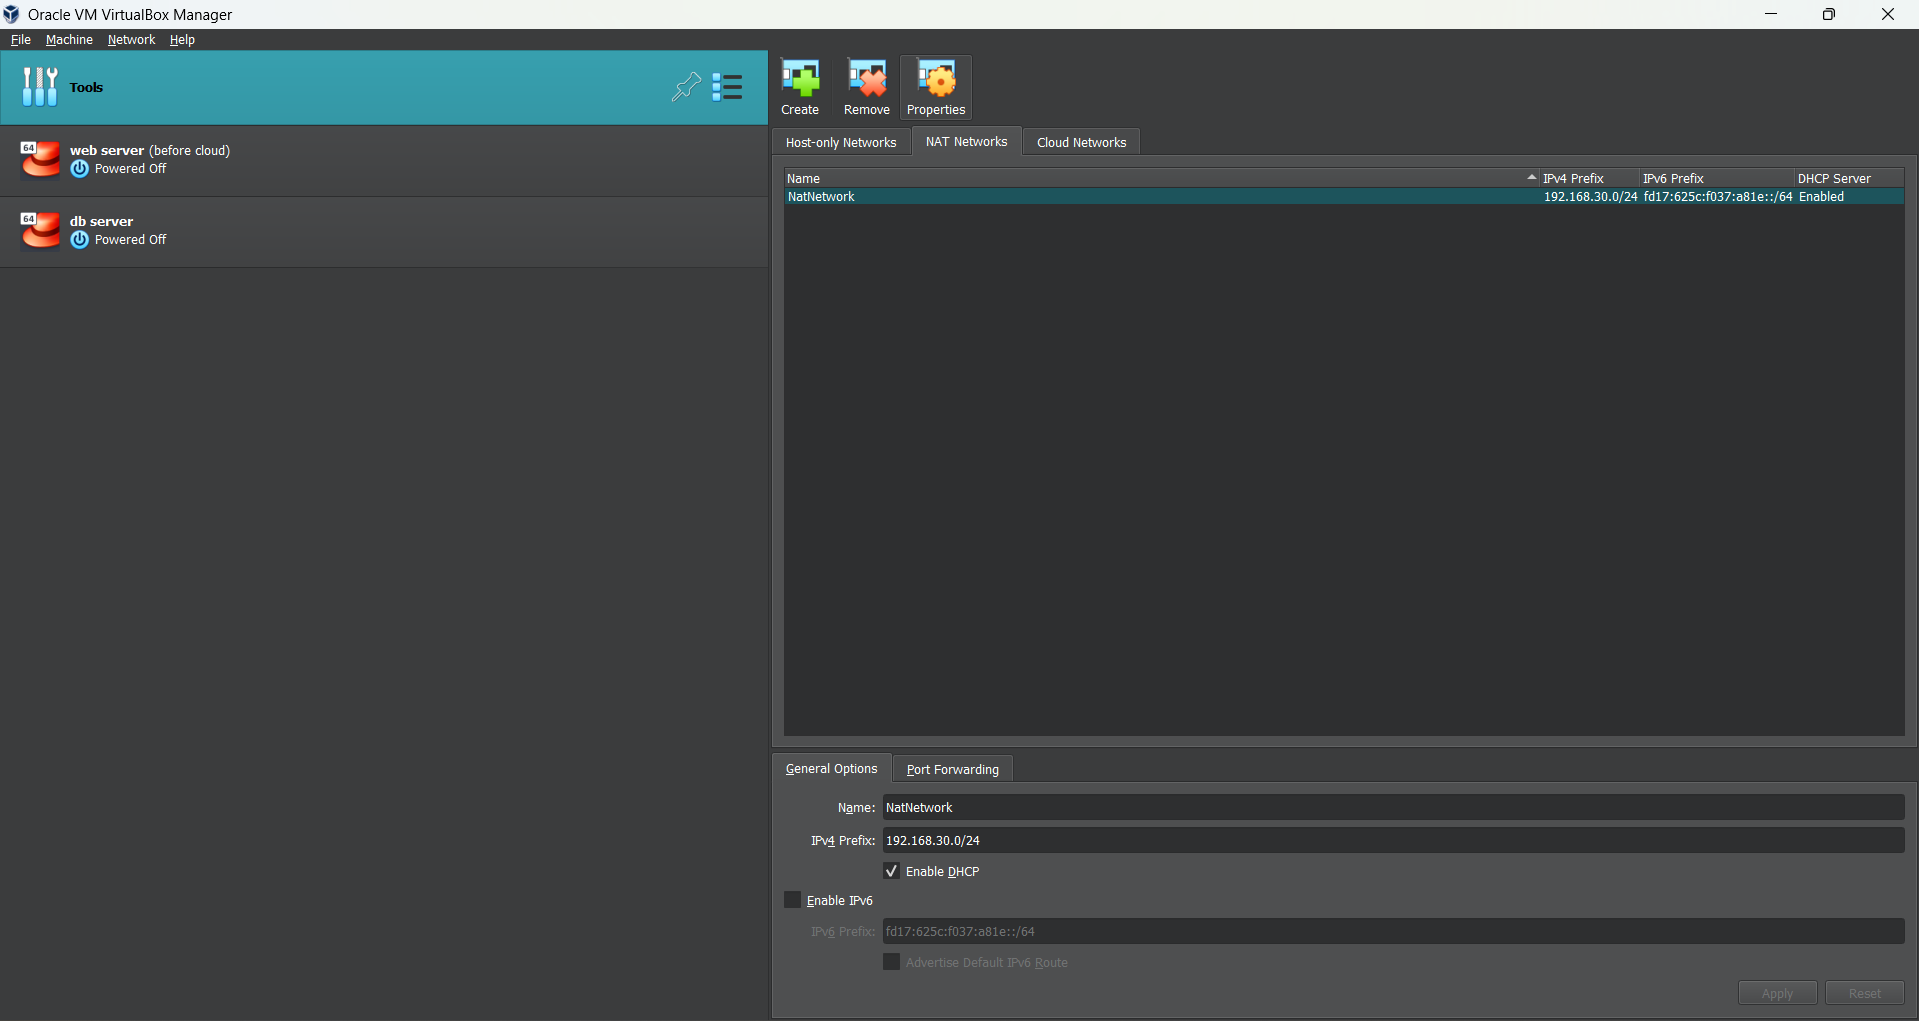 Oracle VM VirtualBox Manager
File Machine Network Help
Tools
64 web server (before cloud)
Powered Off
64 db server
Powered Off
Create Remove Properties
Host-only Networks NAT Networks Cloud Networks
Name IPv4 Prefix IPv6 Prefix DHCP Server
NatNetwork 192.168.30.0/24 fd17:625c:f037:a81e::/64 Enabled
General Options Port Forwarding
Name: NatNetwork
IPv4 Prefix: 192.168.30.0/24
Enable DHCP
Enable IPv6
IPv6 Prefix: fd17:625c:f037:a81e::/64
Advertise Default IPv6 Route
Apply Reset